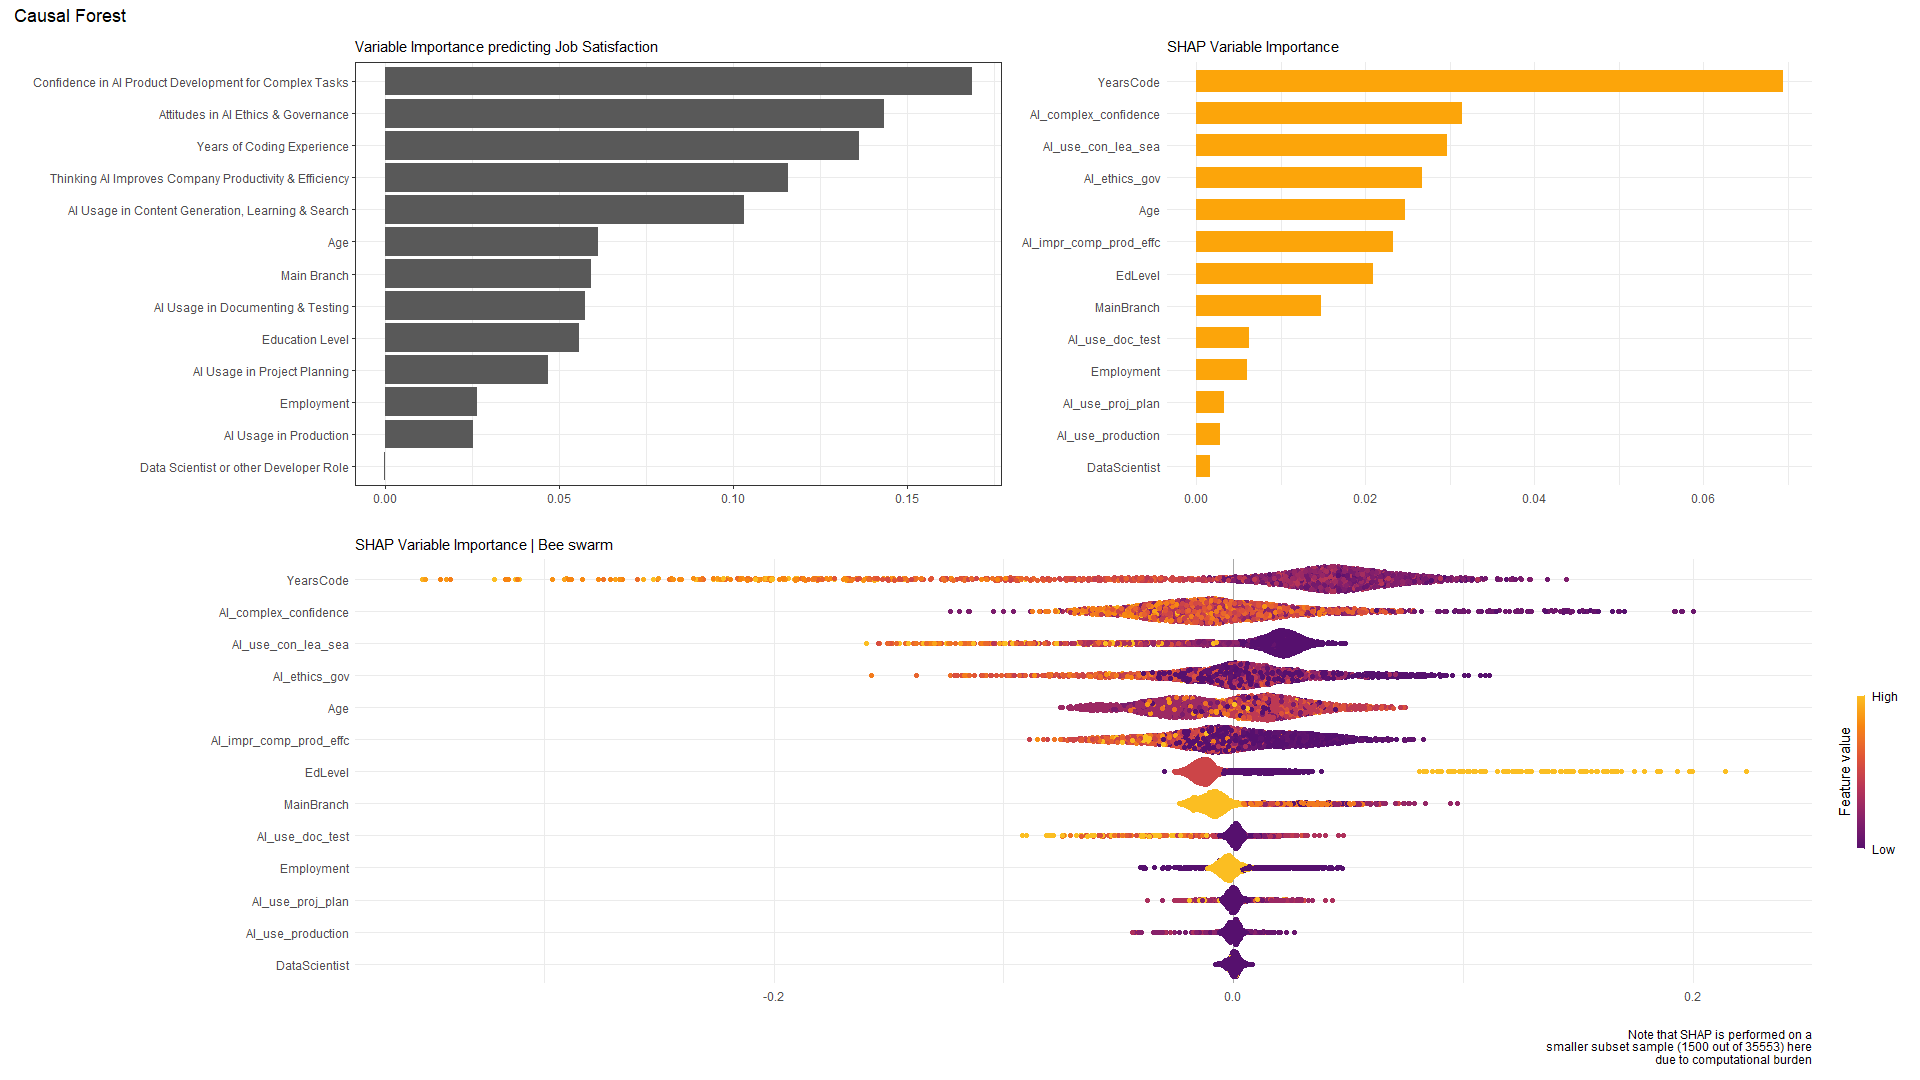 Causal Forest
Variable Importance predicting Job Satisfaction
Confidence in AI Product Development for Complex Tasks
Attitudes in AI Ethics & Governance
Years of Coding Experience
Thinking AI Improves Company Productivity & Efficiency
AI Usage in Content Generation, Learning & Search
Age
Main Branch
AI Usage in Documenting & Testing
Education Level
AI Usage in Project Planning
Employment
AI Usage in Production
Data Scientist or other Developer Role
0.00 0.05 0.10 0.15
SHAP Variable Importance
YearsCode
AI_complex_confidence
AI_use_con_lea_sea
AI_ethics_gov
Age
AI_impr_comp_prod_effc
EdLevel
MainBranch
AI_use_doc_test
Employment
AI_use_proj_plan
AI_use_production
DataScientist
0.00 0.02 0.04 0.06
SHAP Variable Importance | Bee swarm
YearsCode
AI_complex_confidence
AI_use_con_lea_sea
AI_ethics_gov
Age
AI_impr_comp_prod_effc
EdLevel
MainBranch
AI_use_doc_test
Employment
AI_use_proj_plan
AI_use_production
DataScientist
-0.2 0.0 0.2
High
Feature value
Low
Note that SHAP is performed on a
smaller subset sample (1500 out of 35553) here
due to computational burden